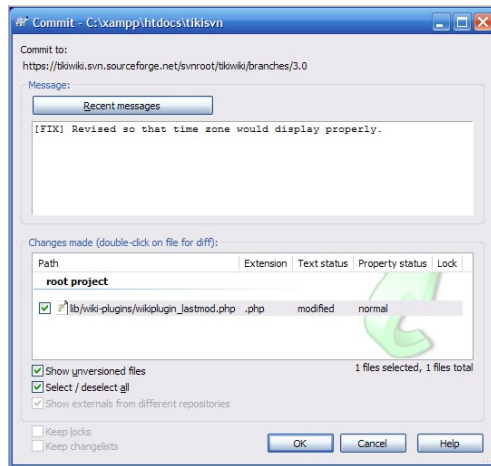 Commit - C:\xampp\htdocs\tikisvn
Commit to:
https://tikiwiki.svn.sourceforge.net/svnroot/tikiwiki/branches/3.0
Message:
Recent messages
[FIX] Revised so that time zone would display properly.
Changes made (double-click on file for diff):
Path Extension Text status Property status Lock
root project
lib/wiki-plugins/wikiplugin_lastmod.php .php modified normal
Show unversioned files 1 files selected, 1 files total
Select / deselect all
Show externals from different repositories
Keep locks
Keep changelists
OK Cancel Help